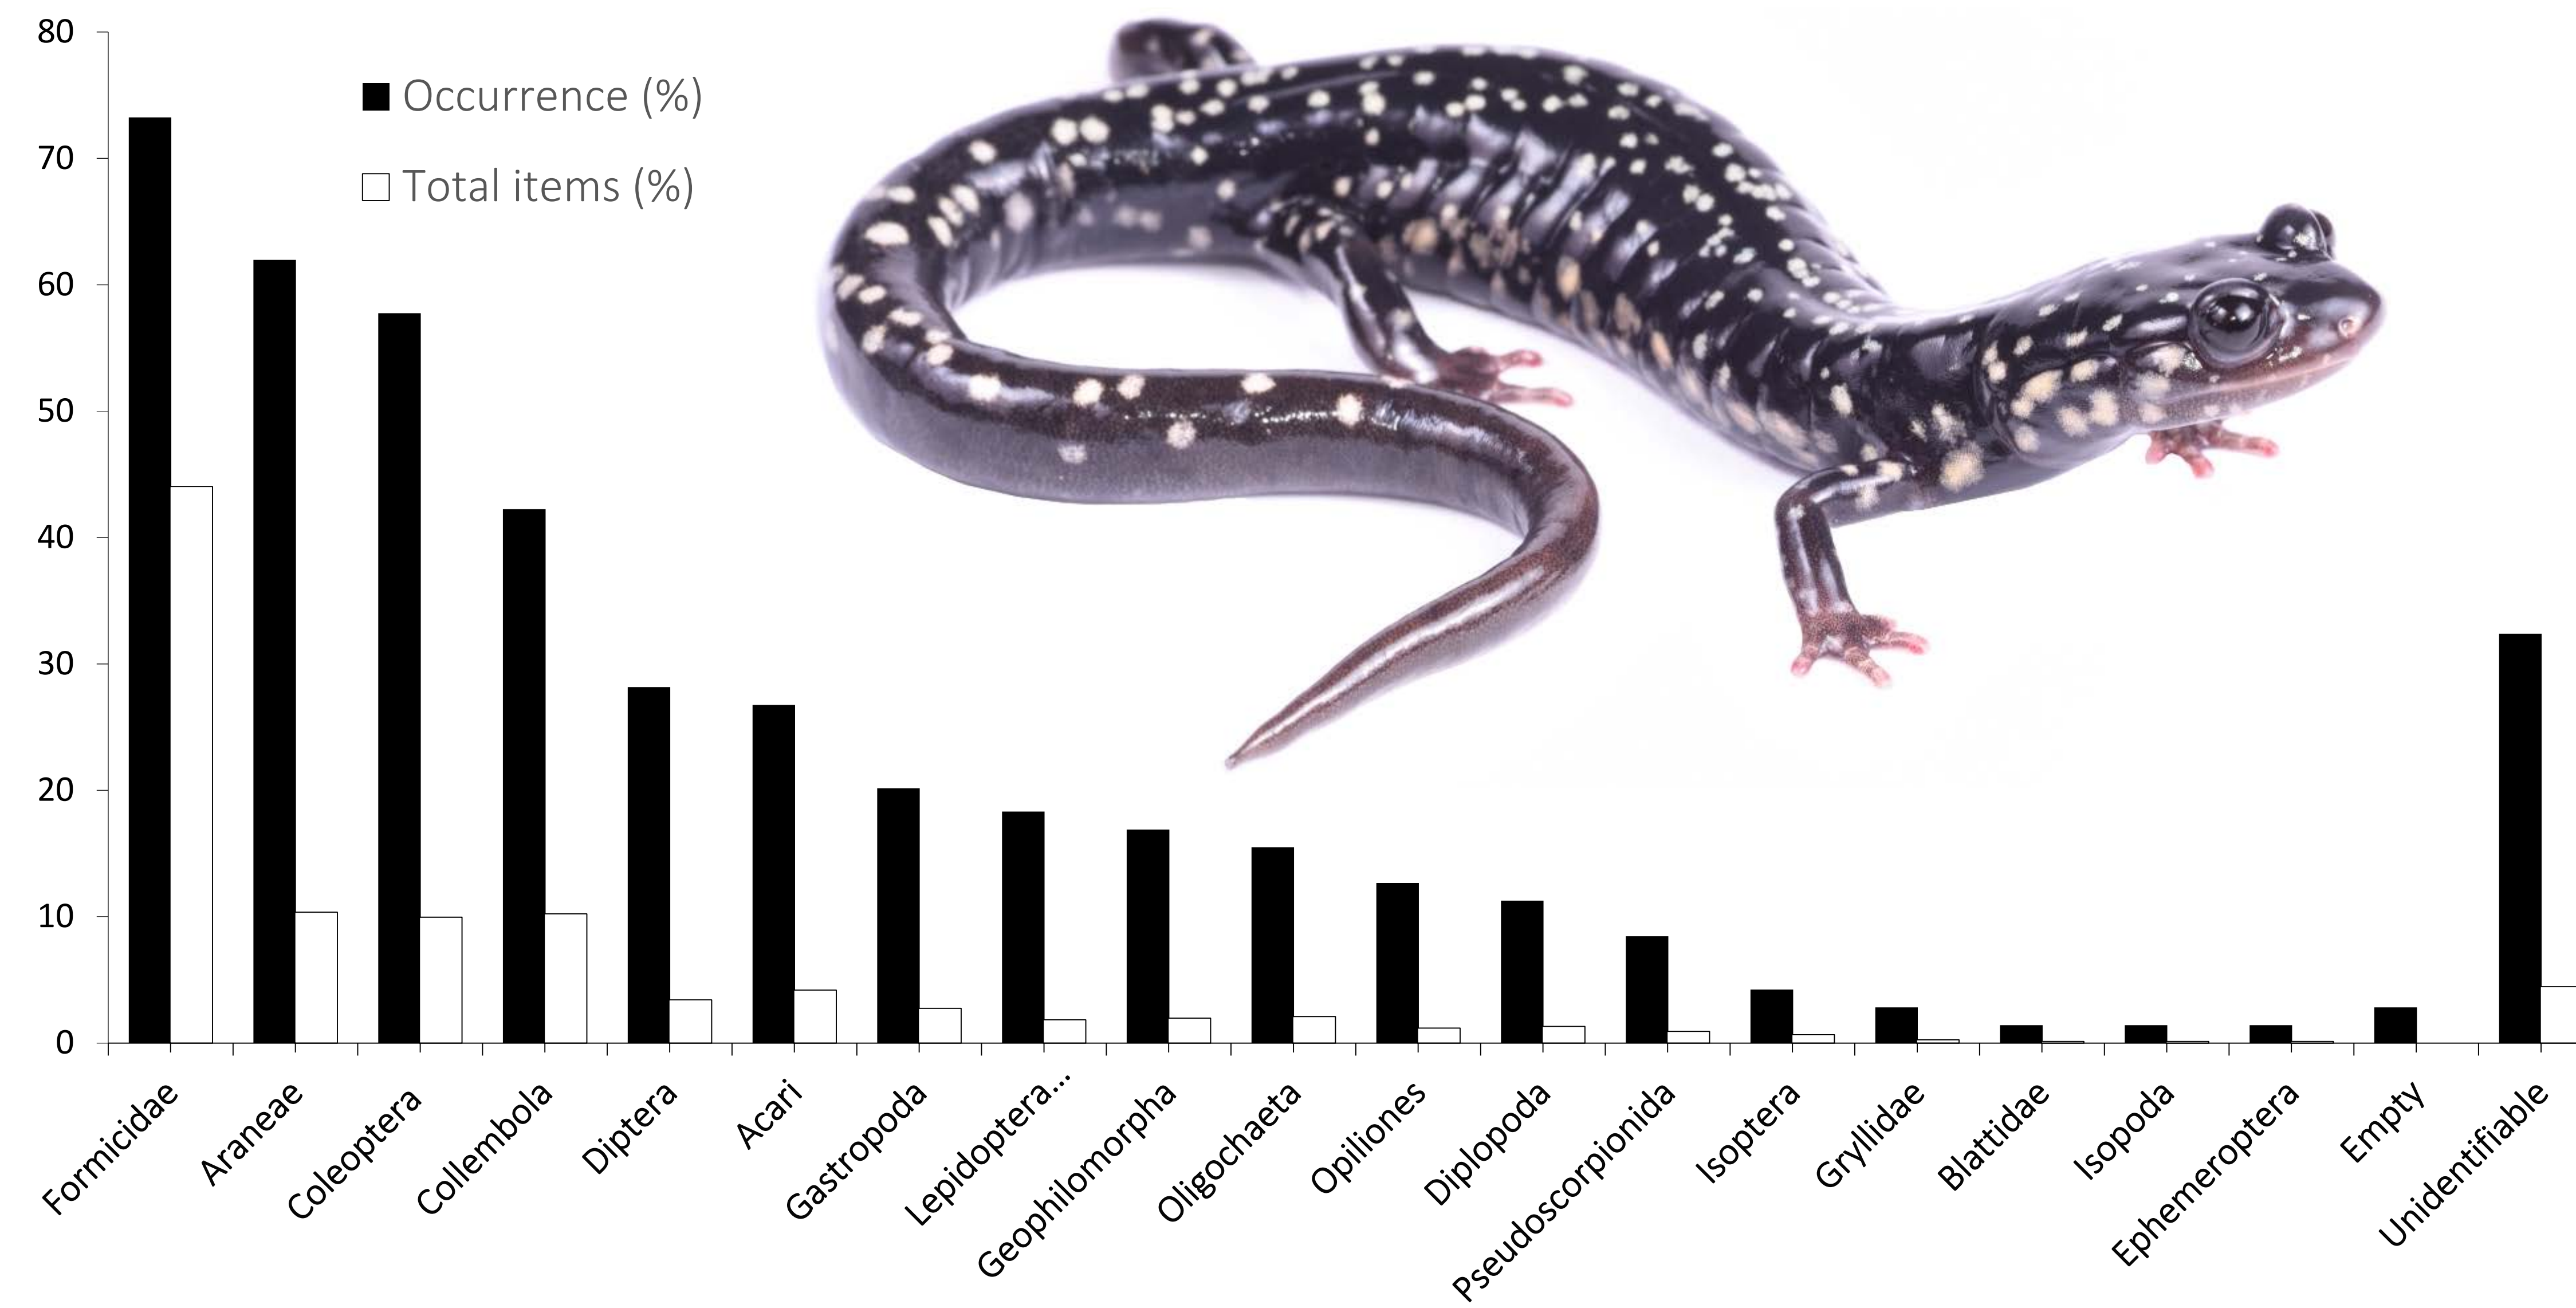 80
70
60
50
40
30
20
10
0
Occurrence (%)
Total items (%)
Formicidae
Araneae
Coleoptera
Collembola
Diptera
Acari
Gastropoda
Lepidoptera...
Geophilomorpha
Oligochaeta
Opiliones
Diplopoda
Pseudoscorpionida
Isoptera
Gryllidae
Blattidae
Isopoda
Ephemeroptera
Empty
Unidentifiable